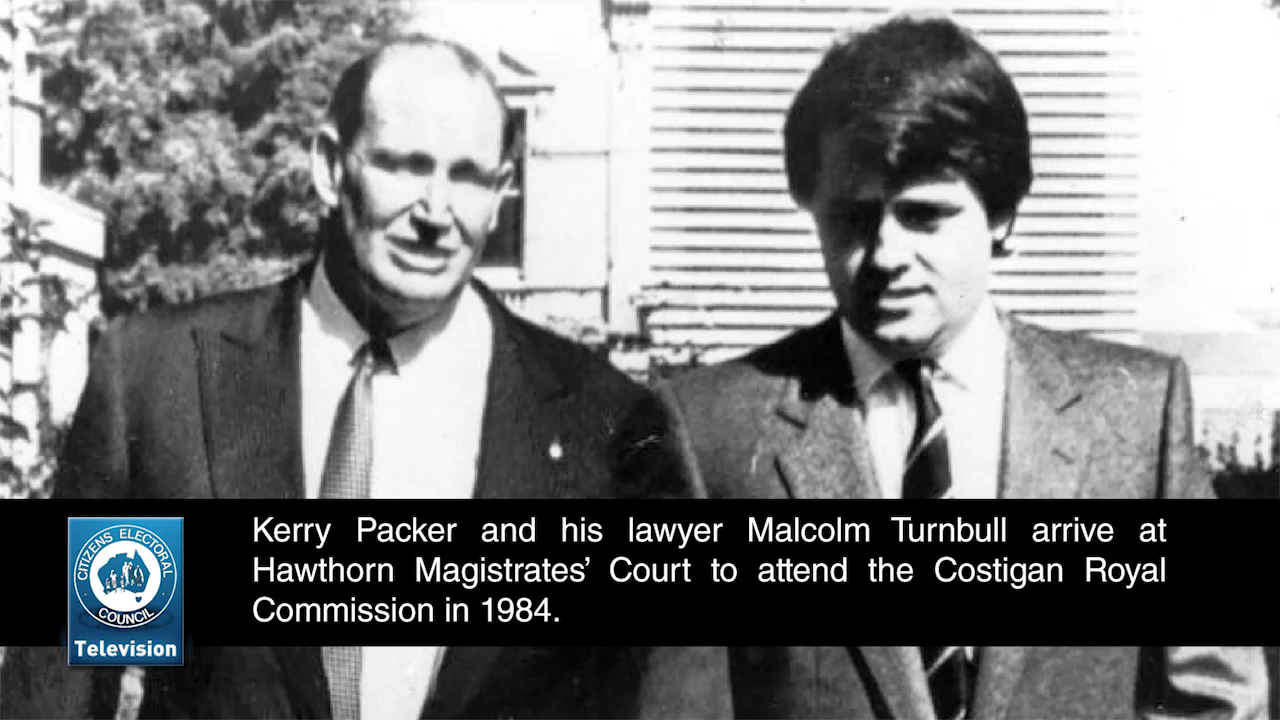 Kerry Packer and his lawyer Malcolm Turnbull arrive at
Hawthorn Magistrates’ Court to attend the Costigan Royal
Commission in 1984.
CITIZENS ELECTORAL
COUNCIL
Television